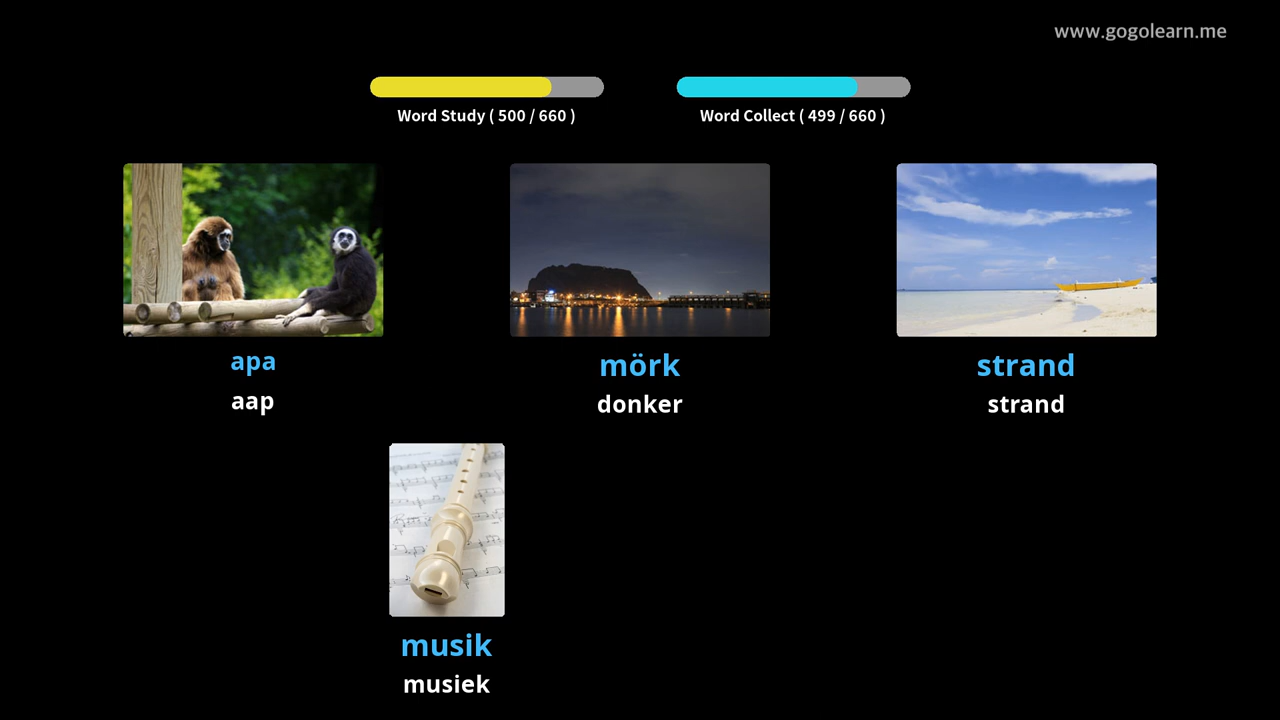 www.gogolearn.me
Word Study ( 500 / 660 )
Word Collect ( 499 / 660 )
apa
aap
mörk
donker
strand
strand
musik
musiek